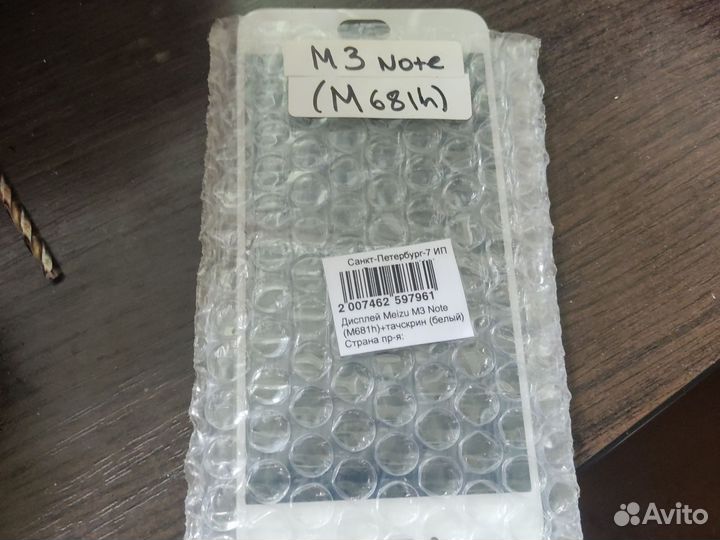 M3 Note
(M681h)
Санкт-Петербург-7 ИП
2 007462 597961
Дисплей Meizu M3 Note
(M681h)+тачскрин (белый)
Страна пр-я:
Avito